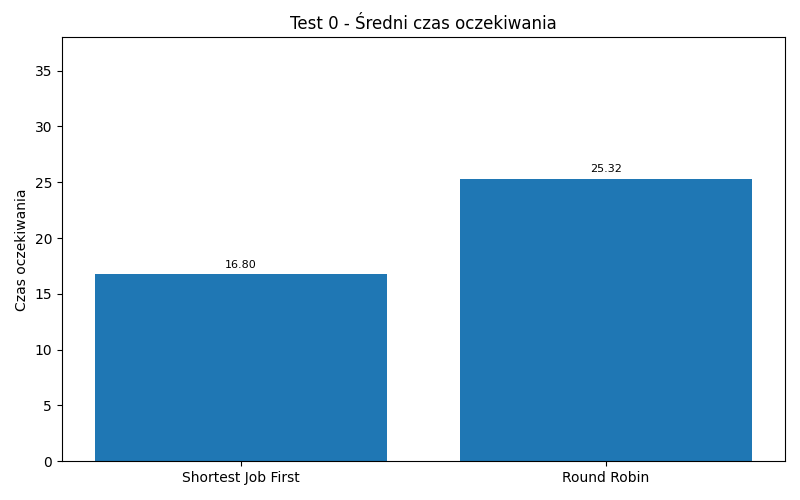 Test 0 - Średni czas oczekiwania
Czas oczekiwania
35
30
25
20
15
10
5
0
16.80
25.32
Shortest Job First
Round Robin